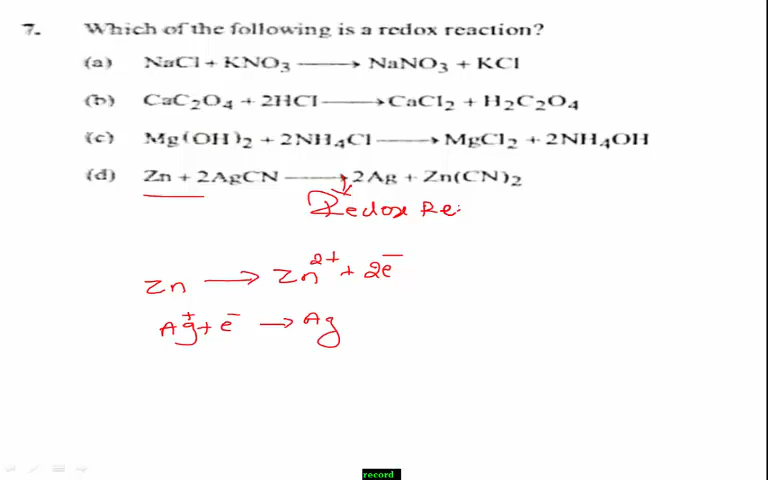 7. Which of the following is a redox reaction?
(a) NaCl + KNO₃ ⟶ NaNO₃ + KCl
(b) CaC₂O₄ + 2HCl ⟶ CaCl₂ + H₂C₂O₄
(c) Mg(OH)₂ + 2NH₄Cl ⟶ MgCl₂ + 2NH₄OH
(d) Zn + 2AgCN ⟶ 2Ag + Zn(CN)₂
Redox Re:
Zn ⟶ Zn²⁺ + 2e⁻
Ag⁺ + e⁻ ⟶ Ag
record